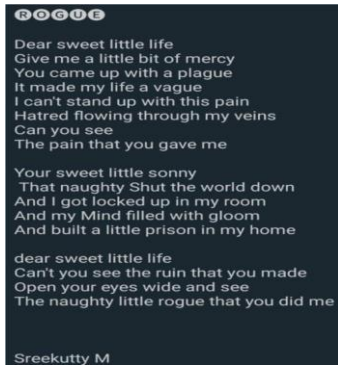 ROGUE
Dear sweet little life
Give me a little bit of mercy
You came up with a plague
It made my life a vague
I can't stand up with this pain
Hatred flowing through my veins
Can you see
The pain that you gave me
Your sweet little sonny
That naughty Shut the world down
And I got locked up in my room
And my Mind filled with gloom
And built a little prison in my home
dear sweet little life
Can't you see the ruin that you made
Open your eyes wide and see
The naughty little rogue that you did me
Sreekutty M